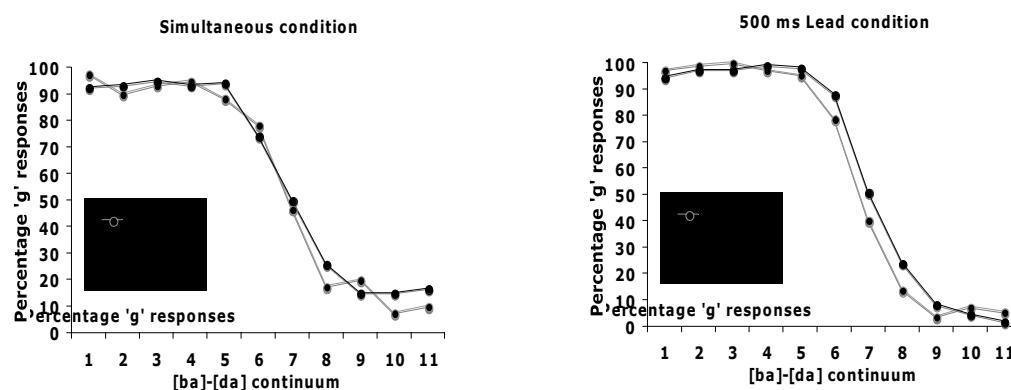 Simultaneous condition
Percentage 'g' responses
100
90
80
70
60
50
40
30
20
10
0
ercentage 'g' responses
1 2 3 4 5 6 7 8 9 10 11
[ba]-[da] continuum
500 ms Lead condition
Percentage 'g' responses
100
90
80
70
60
50
40
30
20
10
0
ercentage 'g' responses
1 2 3 4 5 6 7 8 9 10 11
[ba]-[da] continuum